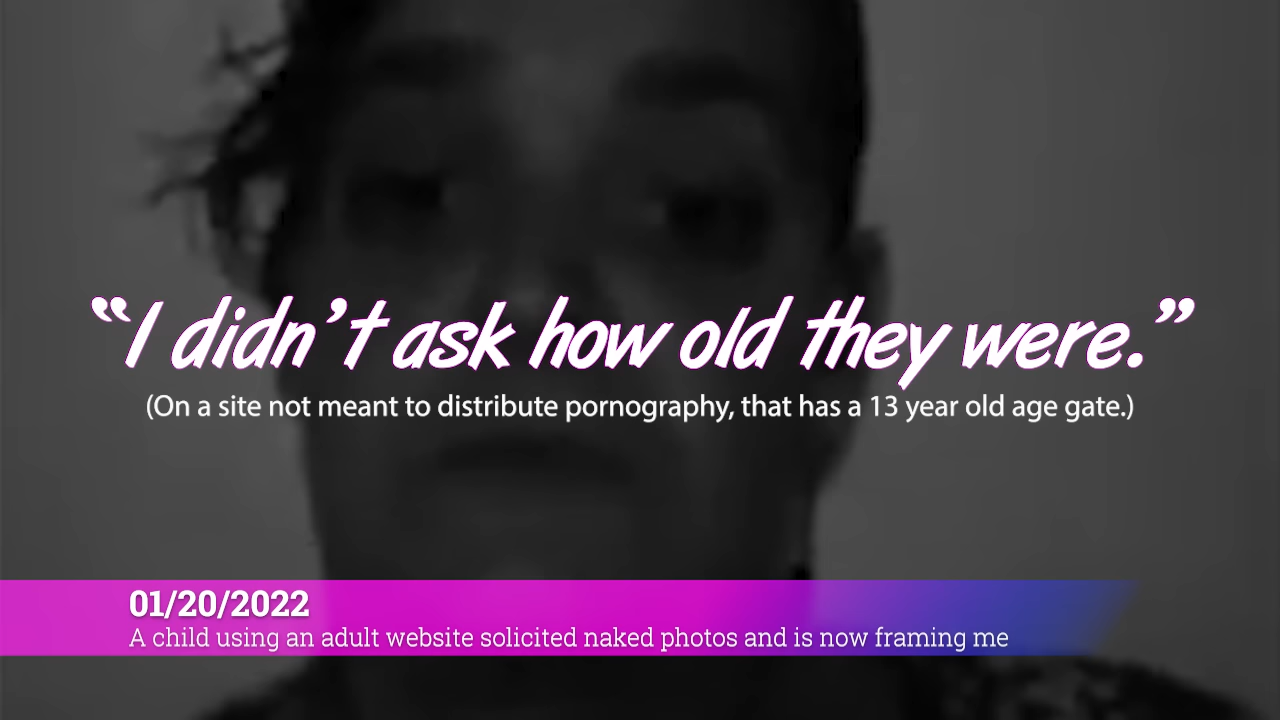 “I didn’t ask how old they were.”
(On a site not meant to distribute pornography, that has a 13 year old age gate.)
01/20/2022
A child using an adult website solicited naked photos and is now framing me